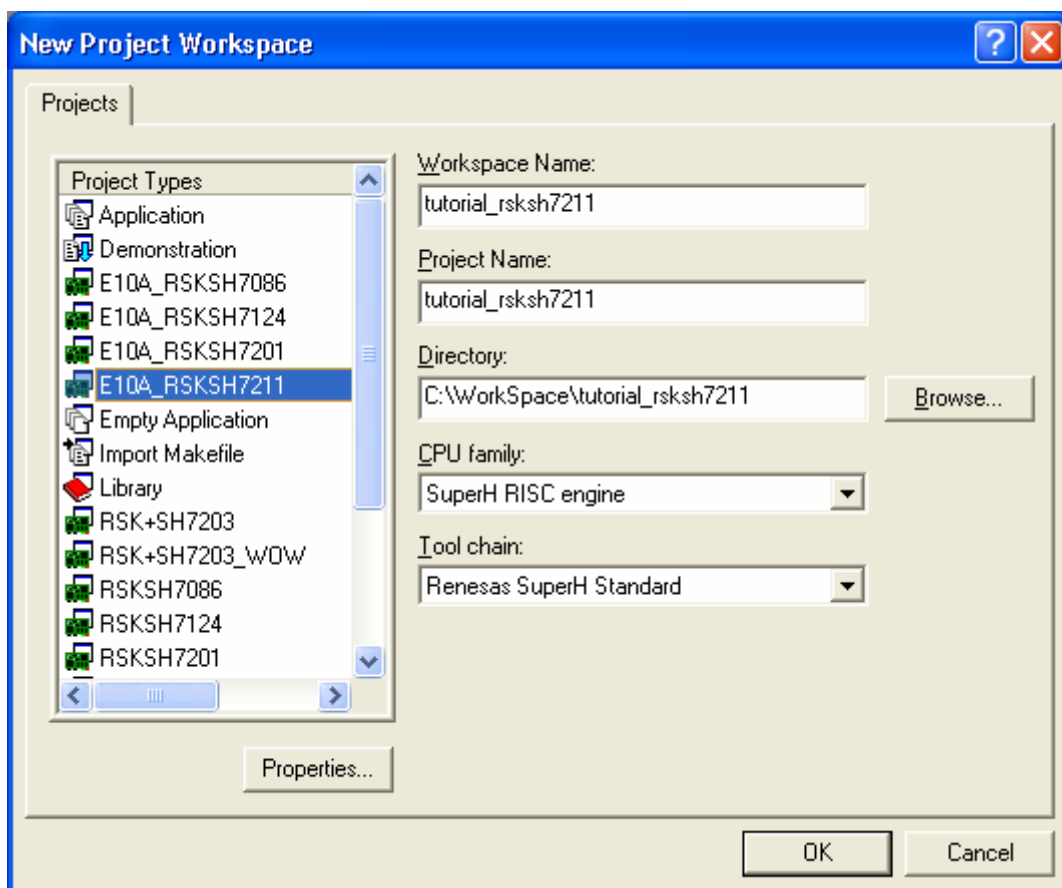 New Project Workspace
Projects
Project Types
Application
Demonstration
E10A_RSKSH7086
E10A_RSKSH7124
E10A_RSKSH7201
E10A_RSKSH7211
Empty Application
Import Makefile
Library
RSK+SH7203
RSK+SH7203_WOW
RSKSH7086
RSKSH7124
RSKSH7201
Properties...
Workspace Name:
tutorial_rsksh7211
Project Name:
tutorial_rsksh7211
Directory:
C:\WorkSpace\tutorial_rsksh7211
Browse...
CPU family:
SuperH RISC engine
Tool chain:
Renesas SuperH Standard
OK
Cancel